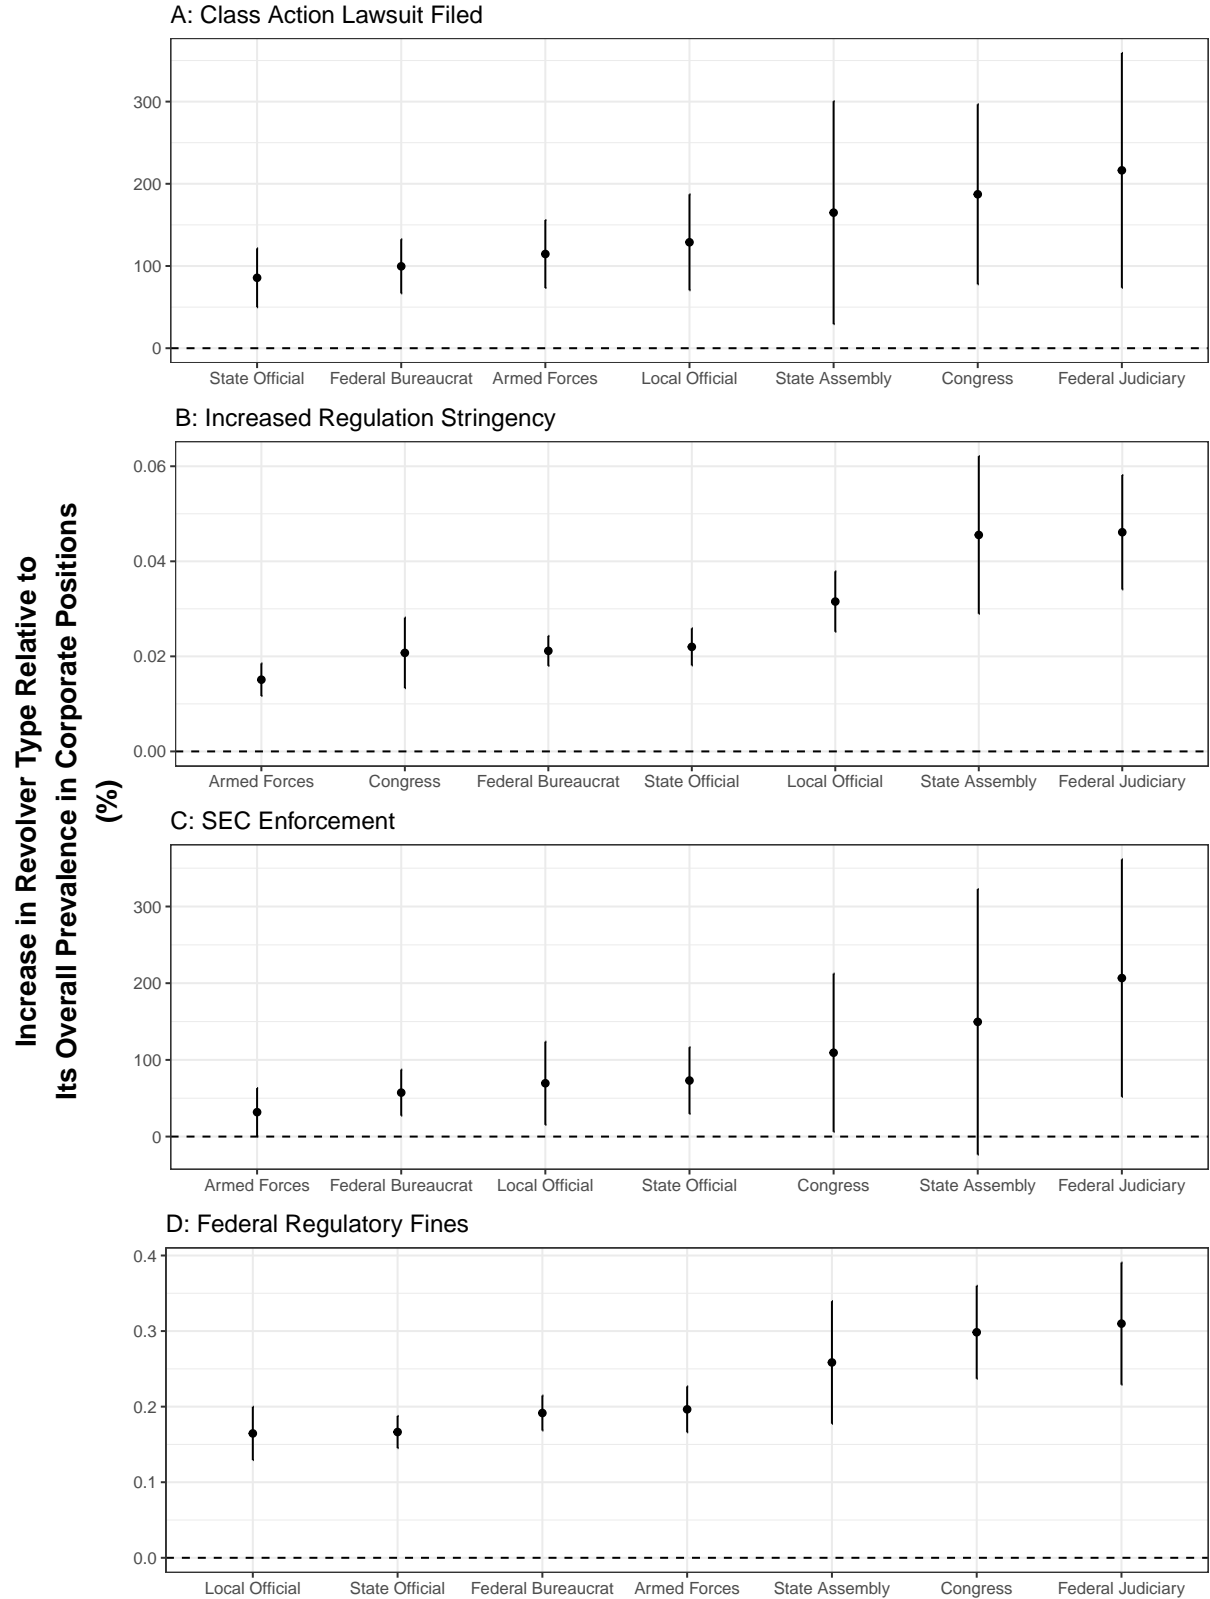 A: Class Action Lawsuit Filed
300
200
100
0
State Official Federal Bureaucrat Armed Forces Local Official State Assembly Congress Federal Judiciary
B: Increased Regulation Stringency
0.06
0.04
0.02
0.00
Armed Forces Congress Federal Bureaucrat State Official Local Official State Assembly Federal Judiciary
Increase in Revolver Type Relative to
Its Overall Prevalence in Corporate Positions
(%)
C: SEC Enforcement
300
200
100
0
Armed Forces Federal Bureaucrat Local Official State Official Congress State Assembly Federal Judiciary
D: Federal Regulatory Fines
0.4
0.3
0.2
0.1
0.0
Local Official State Official Federal Bureaucrat Armed Forces State Assembly Congress Federal Judiciary